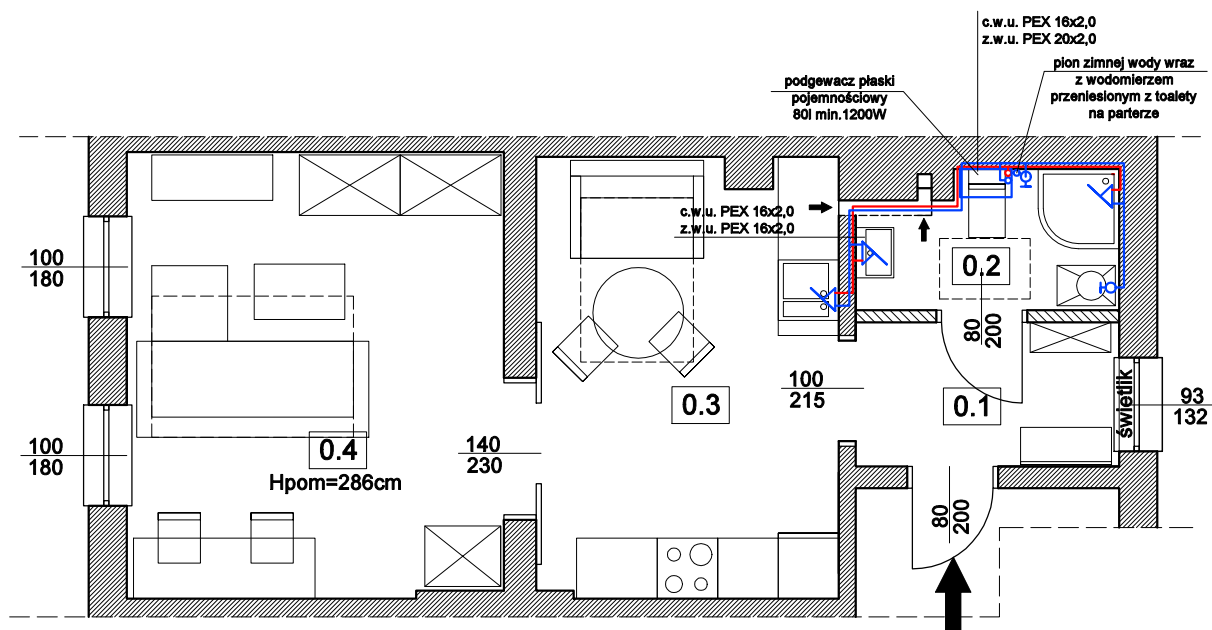 c.w.u. PEX 16x2,0
z.w.u. PEX 20x2,0
pion zimnej wody wraz
z wodomierzem
przeniesionym z toalety
na parterze
podgewacz płaski
pojemnościowy
80l min.1200W
c.w.u. PEX 16x2,0
z.w.u. PEX 16x2,0
100
180
0.2
80
200
100
215
0.3
0.1
świetlik
93
132
100
180
0.4
Hpom=286cm
140
230
80
200